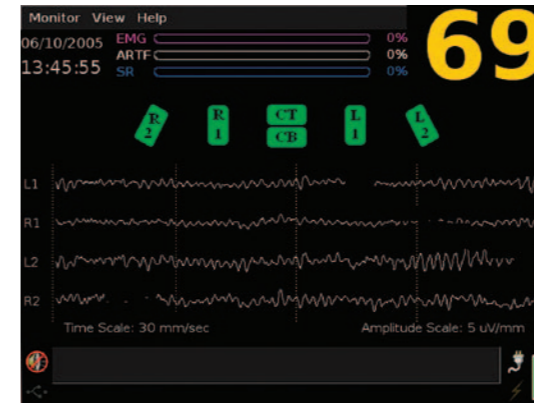 Monitor View Help
06/10/2005
13:45:55
EMG 0%
ARTF 0%
SR 0%
69
R 2
R 1
CT
CB
L 1
L 2
L1
R1
L2
R2
Time Scale: 30 mm/sec Amplitude Scale: 5 uV/mm